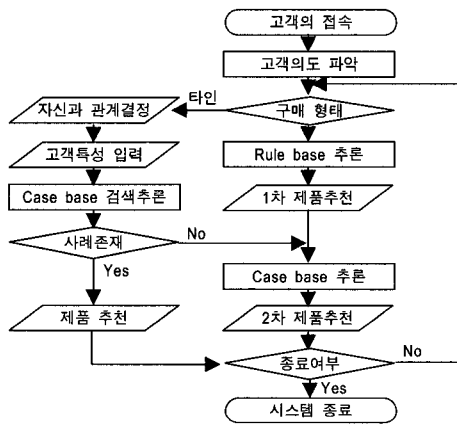 고객의 접속
고객의도 파악
구매 형태
타인
자신과 관계결정
고객특성 입력
Case base 검색추론
사례존재
No
Yes
제품 추천
Rule base 추론
1차 제품추천
Case base 추론
2차 제품추천
종료여부
No
Yes
시스템 종료